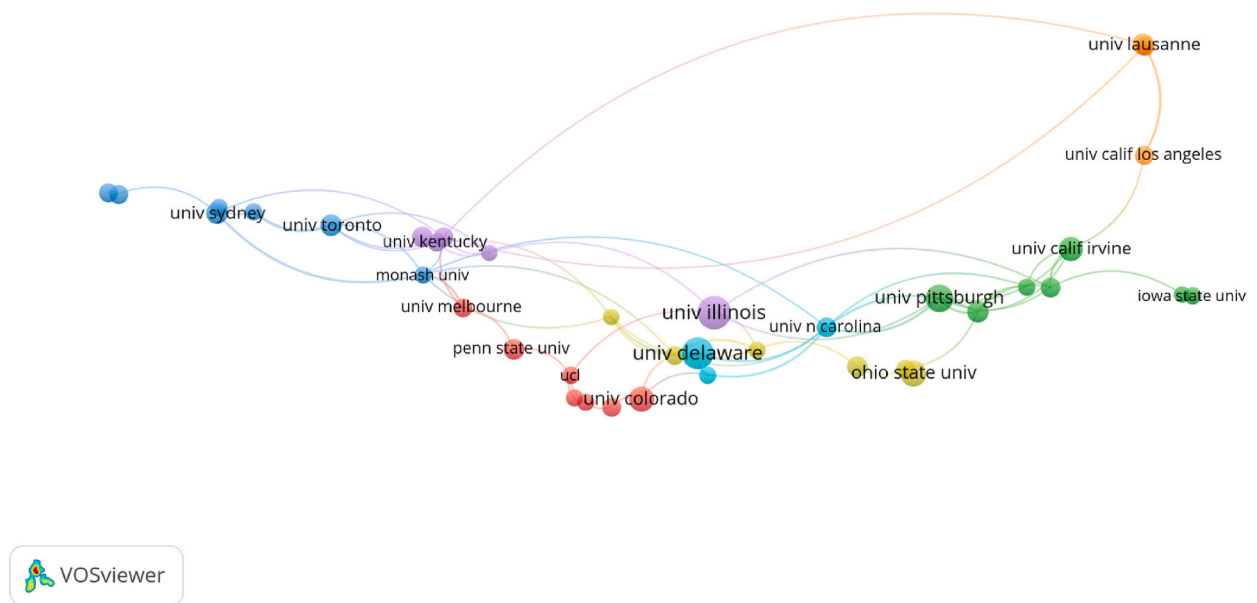 univ lausanne
univ calif los angeles
univ sydney
univ toronto
univ kentucky
univ calif irvine
monash univ
univ melbourne
univ pittsburgh
iowa state univ
univ illinois
univ n carolina
penn state univ
univ delaware
ucl
ohio state univ
univ colorado
VOSviewer